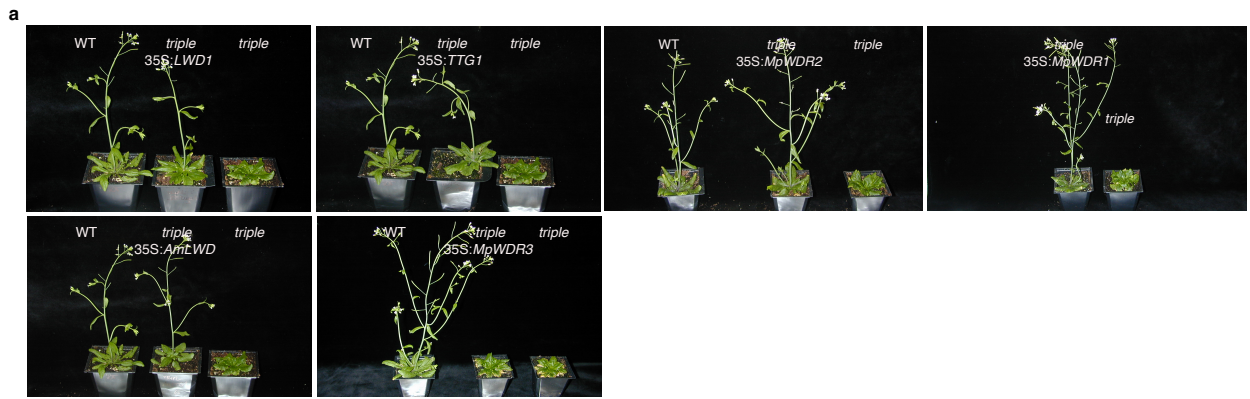 a
WT triple triple
35S:LWD1
WT triple triple
35S:TTG1
WT triple triple
35S:MpWDR2
triple
35S:MpWDR1
triple
WT triple triple
35S:AmLWD
WT triple triple
35S:MpWDR3